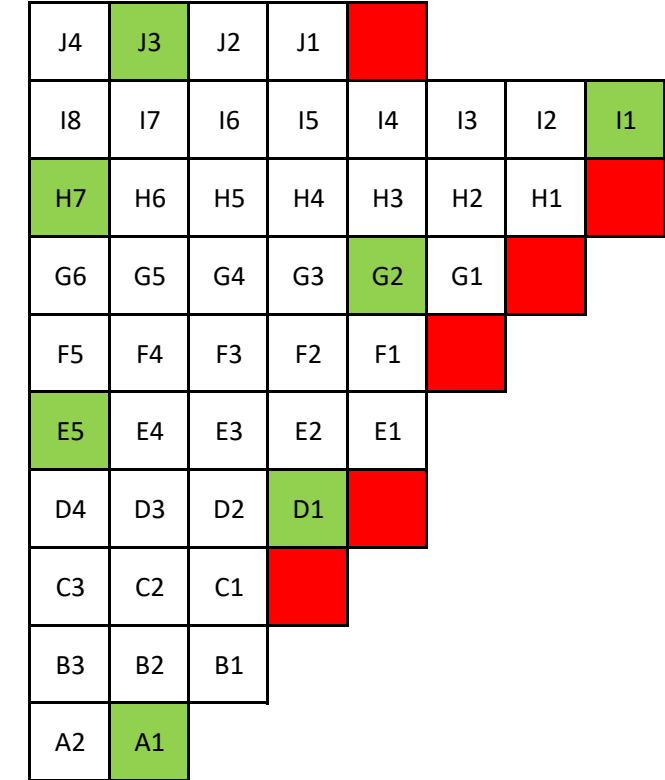 J4 J3 J2 J1
I8 I7 I6 I5 I4 I3 I2 I1
H7 H6 H5 H4 H3 H2 H1
G6 G5 G4 G3 G2 G1
F5 F4 F3 F2 F1
E5 E4 E3 E2 E1
D4 D3 D2 D1
C3 C2 C1
B3 B2 B1
A2 A1